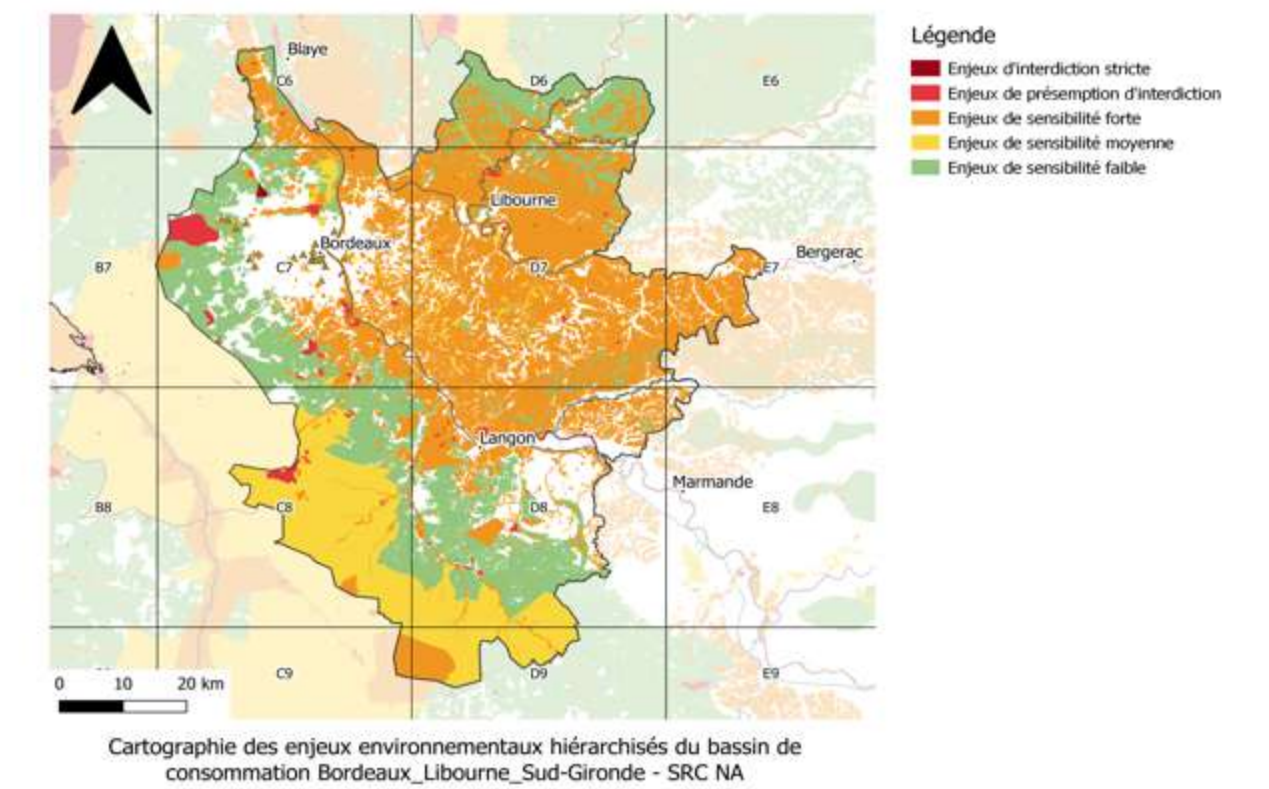 Blaye
C6
D6
E6
Légende
Enjeux d'interdiction stricte
Enjeux de présemption d'interdiction
Enjeux de sensibilité forte
Enjeux de sensibilité moyenne
Enjeux de sensibilité faible
Libourne
Bordeaux
Bergerac
B7
C7
D7
E7
Langon
Marmande
B8
C8
D8
E8
C9
D9
E9
0 10 20 km
Cartographie des enjeux environnementaux hiérarchisés du bassin de
consommation Bordeaux_Libourne_Sud-Gironde - SRC NA